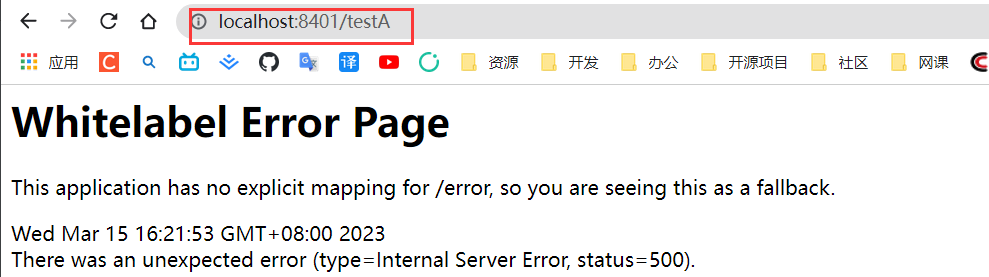 localhost:8401/testA
应用 C 译 资源 开发 办公 开源项目 社区 网课
Whitelabel Error Page
This application has no explicit mapping for /error, so you are seeing this as a fallback.
Wed Mar 15 16:21:53 GMT+08:00 2023
There was an unexpected error (type=Internal Server Error, status=500).